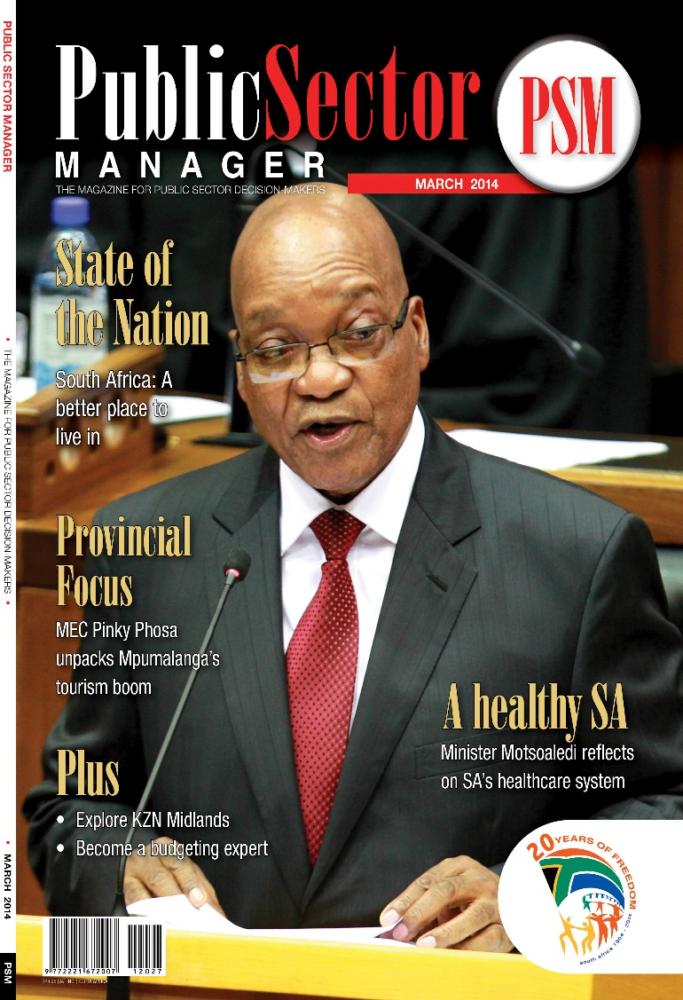 PublicSector
MANAGER
THE MAGAZINE FOR PUBLIC SECTOR DECISION-MAKERS
PSM
MARCH 2014
State of
the Nation
South Africa: A
better place to
live in
Provincial
Focus
MEC Pinky Phosa
unpacks Mpumalanga's
tourism boom
A healthy SA
Minister Motsoaledi reflects
on SA's healthcare system
Plus
• Explore KZN Midlands
• Become a budgeting expert
20 YEARS OF FREEDOM
south africa 1994 - 2014
9 772221 672007
12027
PUBLIC SECTOR MANAGER
• THE MAGAZINE FOR PUBLIC SECTOR DECISION-MAKERS •
• MARCH 2014
PSM